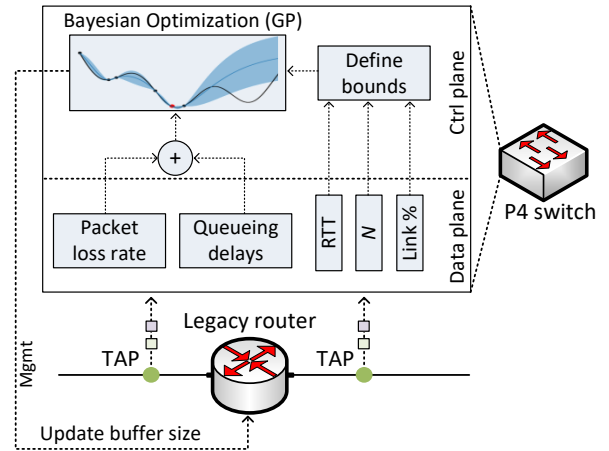 Bayesian Optimization (GP)
Define
bounds
Ctrl plane
+
Packet
loss rate
Queueing
delays
RTT
N
Link %
Data plane
P4 switch
Legacy router
TAP
TAP
Mgmt
Update buffer size